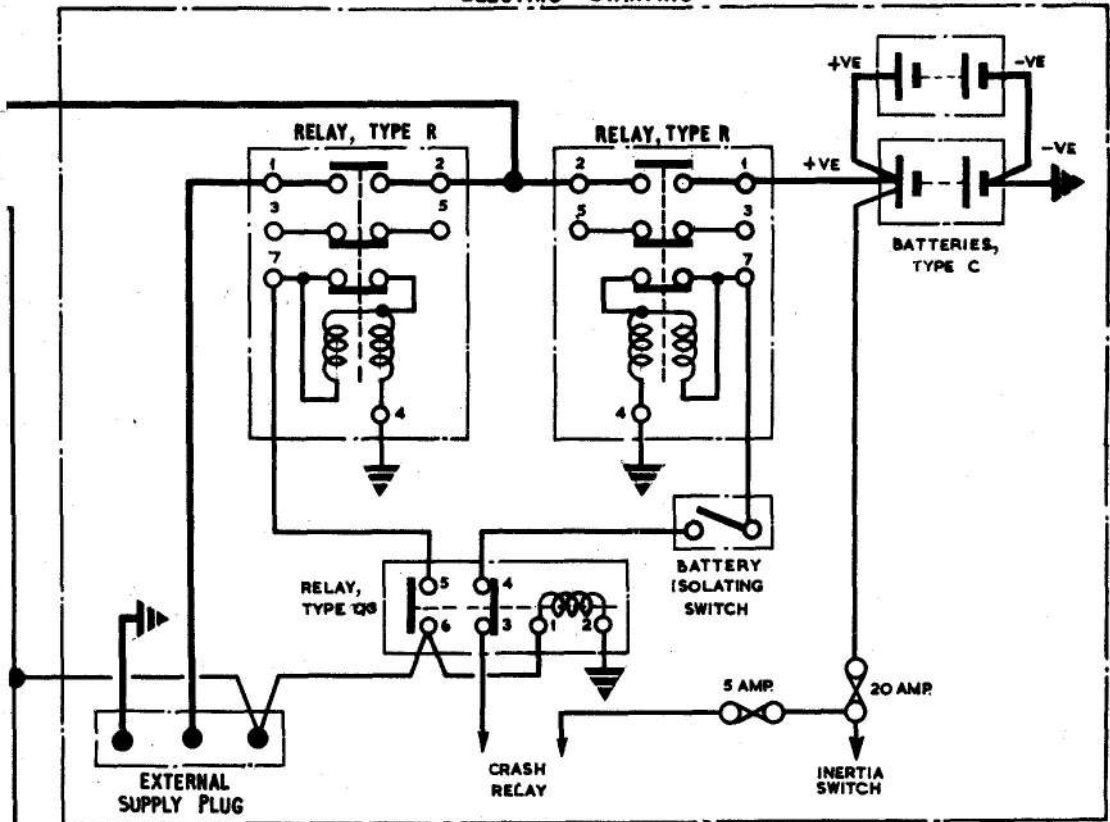 +VE
-VE
RELAY, TYPE R
RELAY, TYPE R
1
2
2
1
+VE
-VE
3
5
5
3
BATTERIES,
TYPE C
7
7
4
4
BATTERY
ISOLATING
SWITCH
RELAY,
TYPE
5
4
6
3
1
2
5 AMP.
20 AMP.
CRASH
RELAY
INERTIA
SWITCH
EXTERNAL
SUPPLY PLUG